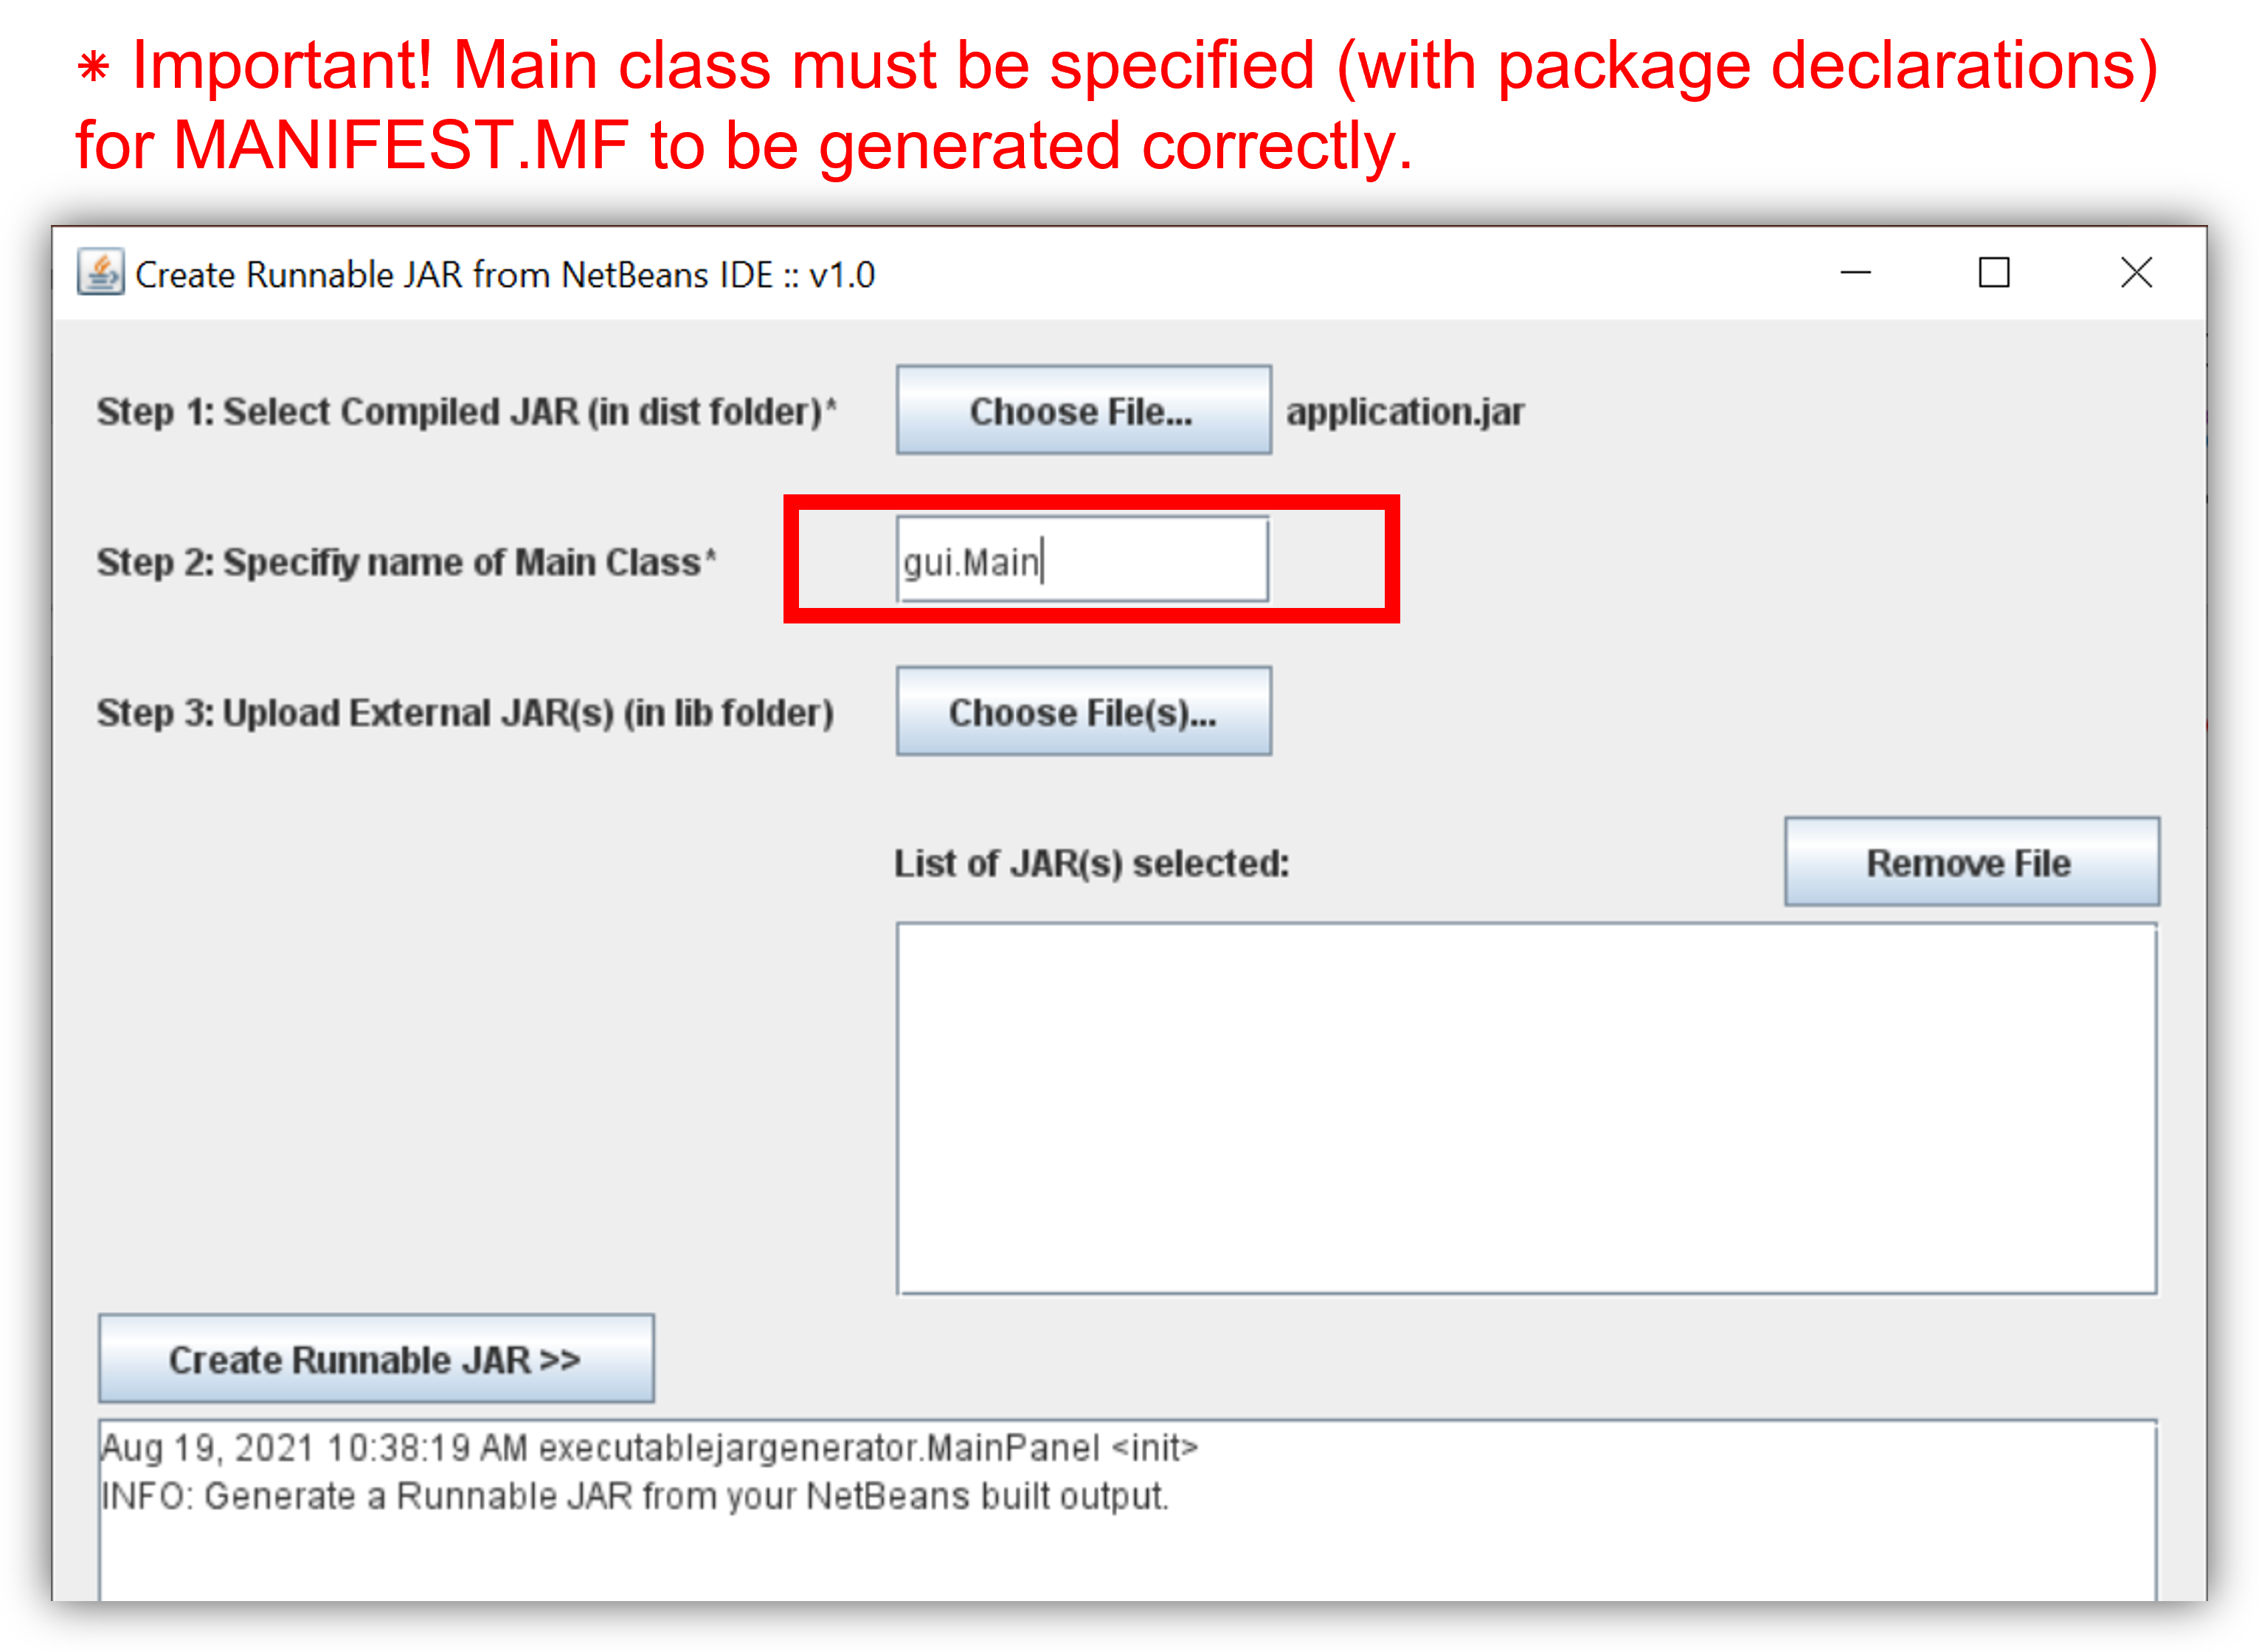 * Important! Main class must be specified (with package declarations)
for MANIFEST.MF to be generated correctly.
Create Runnable JAR from NetBeans IDE :: v1.0
Step 1: Select Compiled JAR (in dist folder)*
Choose File...
application.jar
Step 2: Specifiy name of Main Class*
gui.Main
Step 3: Upload External JAR(s) (in lib folder)
Choose File(s)...
List of JAR(s) selected:
Remove File
Create Runnable JAR >>
Aug 19, 2021 10:38:19 AM executablejargenerator.MainPanel <init>
INFO: Generate a Runnable JAR from your NetBeans built output.